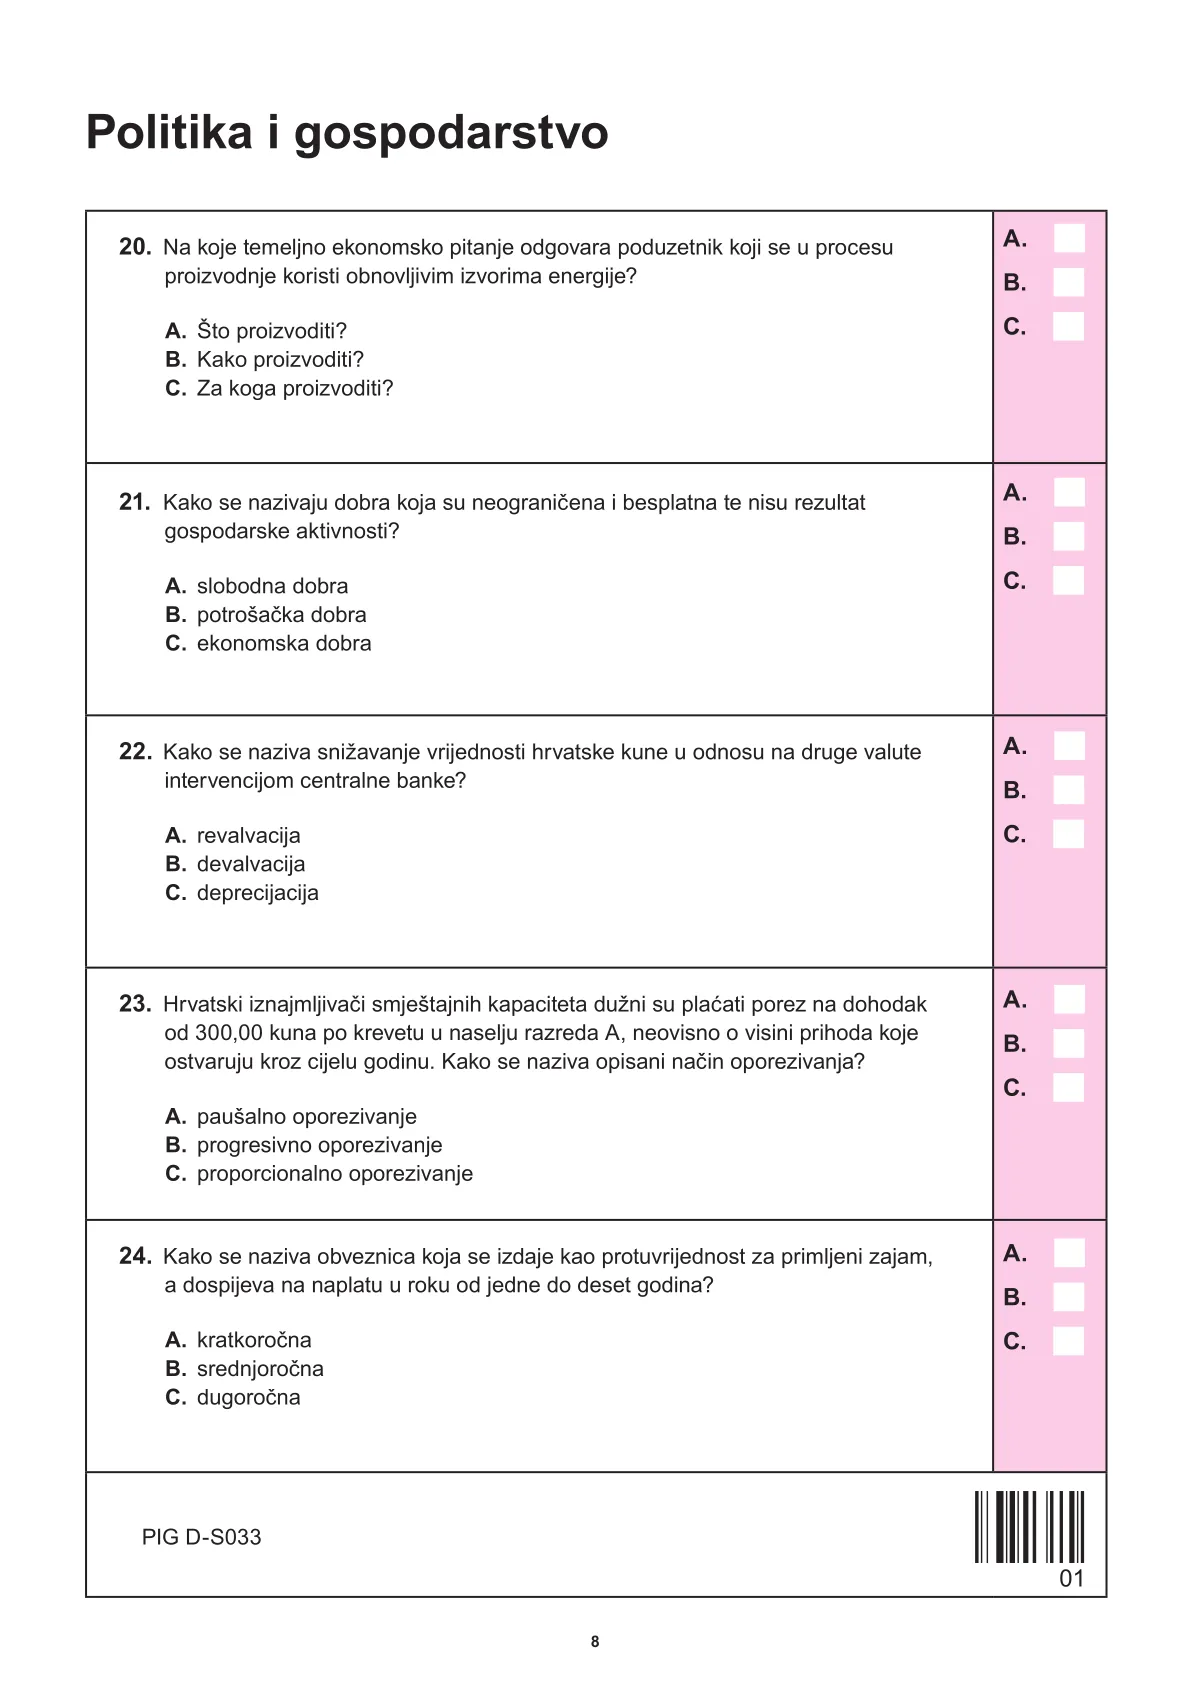 Politika i gospodarstvo
20. Na koje temeljno ekonomsko pitanje odgovara poduzetnik koji se u procesu
proizvodnje koristi obnovljivim izvorima energije?
A. Što proizvoditi?
B. Kako proizvoditi?
C. Za koga proizvoditi?
A.
B.
C.
21. Kako se nazivaju dobra koja su neograničena i besplatna te nisu rezultat
gospodarske aktivnosti?
A. slobodna dobra
B. potrošačka dobra
C. ekonomska dobra
A.
B.
C.
22. Kako se naziva snižavanje vrijednosti hrvatske kune u odnosu na druge valute
intervencijom centralne banke?
A. revalvacija
B. devalvacija
C. deprecijacija
A.
B.
C.
23. Hrvatski iznajmljivači smještajnih kapaciteta dužni su plaćati porez na dohodak
od 300,00 kuna po krevetu u naselju razreda A, neovisno o visini prihoda koje
ostvaruju kroz cijelu godinu. Kako se naziva opisani način oporezivanja?
A. paušalno oporezivanje
B. progresivno oporezivanje
C. proporcionalno oporezivanje
A.
B.
C.
24. Kako se naziva obveznica koja se izdaje kao protuvrijednost za primljeni zajam,
a dospijeva na naplatu u roku od jedne do deset godina?
A. kratkoročna
B. srednjoročna
C. dugoročna
A.
B.
C.
PIG D-S033
01
8